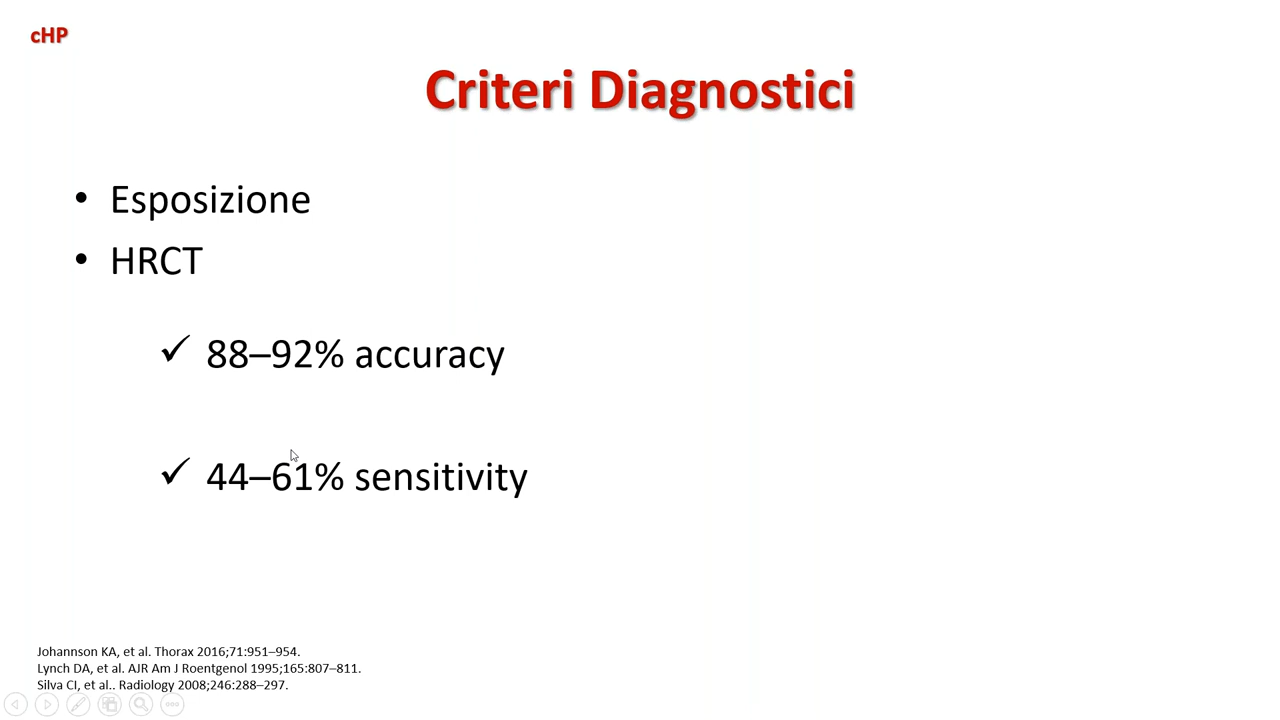 cHP
Criteri Diagnostici
• Esposizione
• HRCT
✓ 88–92% accuracy
✓ 44–61% sensitivity
Johannson KA, et al. Thorax 2016;71:951–954.
Lynch DA, et al. AJR Am J Roentgenol 1995;165:807–811.
Silva CI, et al.. Radiology 2008;246:288–297.